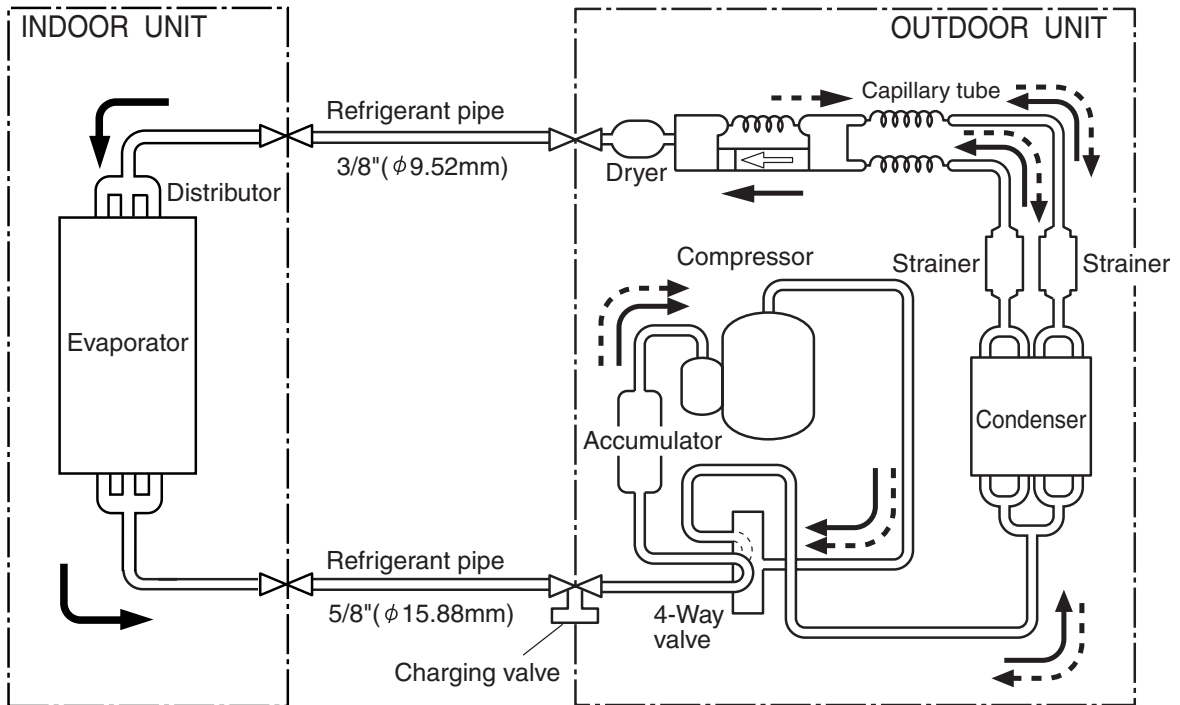 INDOOR UNIT
OUTDOOR UNIT
Capillary tube
Refrigerant pipe
3/8"(ϕ9.52mm)
Dryer
Distributor
Compressor
Strainer
Strainer
Evaporator
Accumulator
Condenser
Refrigerant pipe
5/8"(ϕ15.88mm)
4-Way
valve
Charging valve